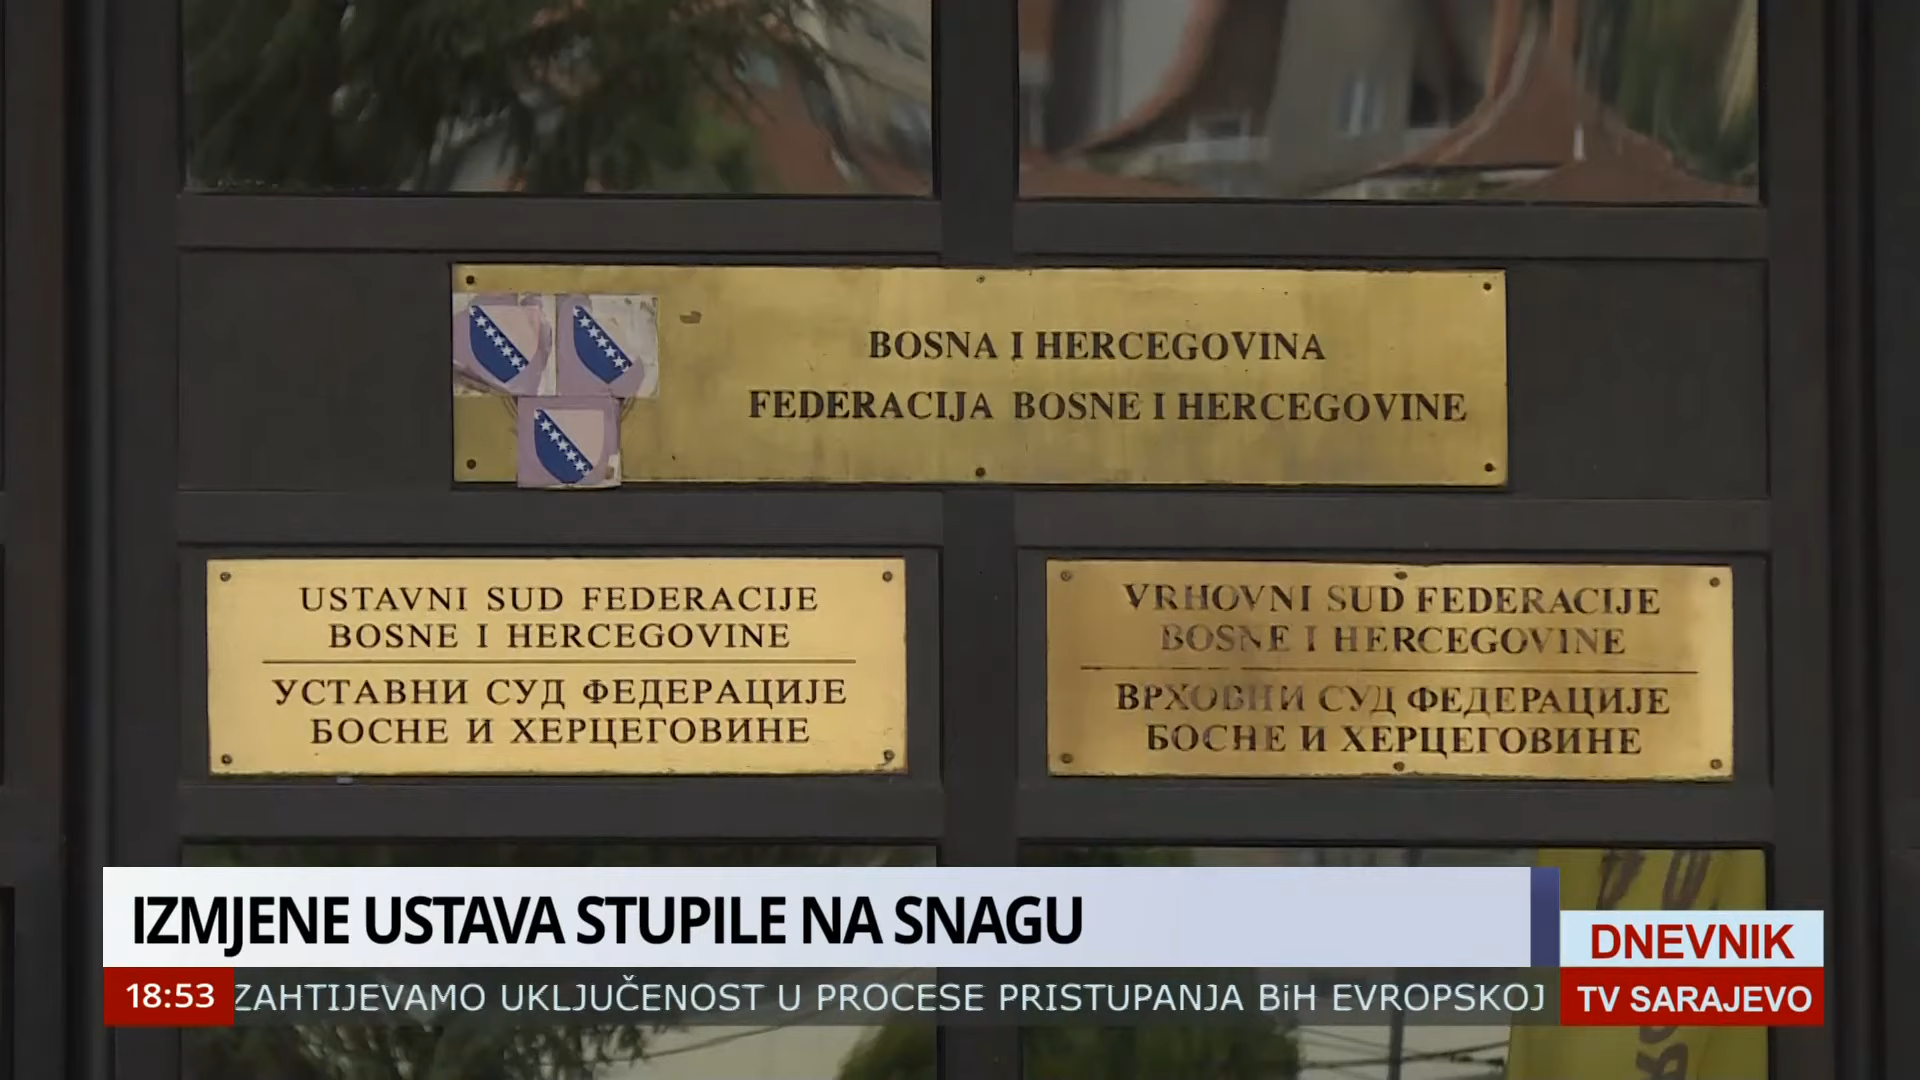 BOSNA I HERCEGOVINA
FEDERACIJA BOSNE I HERCEGOVINE
USTAVNI SUD FEDERACIJE
BOSNE I HERCEGOVINE
УСТАВНИ СУД ФЕДЕРАЦИЈЕ
БОСНЕ И ХЕРЦЕГОВИНЕ
VRHOVNI SUD FEDERACIJE
BOSNE I HERCEGOVINE
ВРХОВНИ СУД ФЕДЕРАЦИЈЕ
БОСНЕ И ХЕРЦЕГОВИНЕ
IZMJENE USTAVA STUPILE NA SNAGU
DNEVNIK
18:53 ZAHTIJEVAMO UKLJUČENOST U PROCESE PRISTUPANJA BiH EVROPSKOJ
TV SARAJEVO